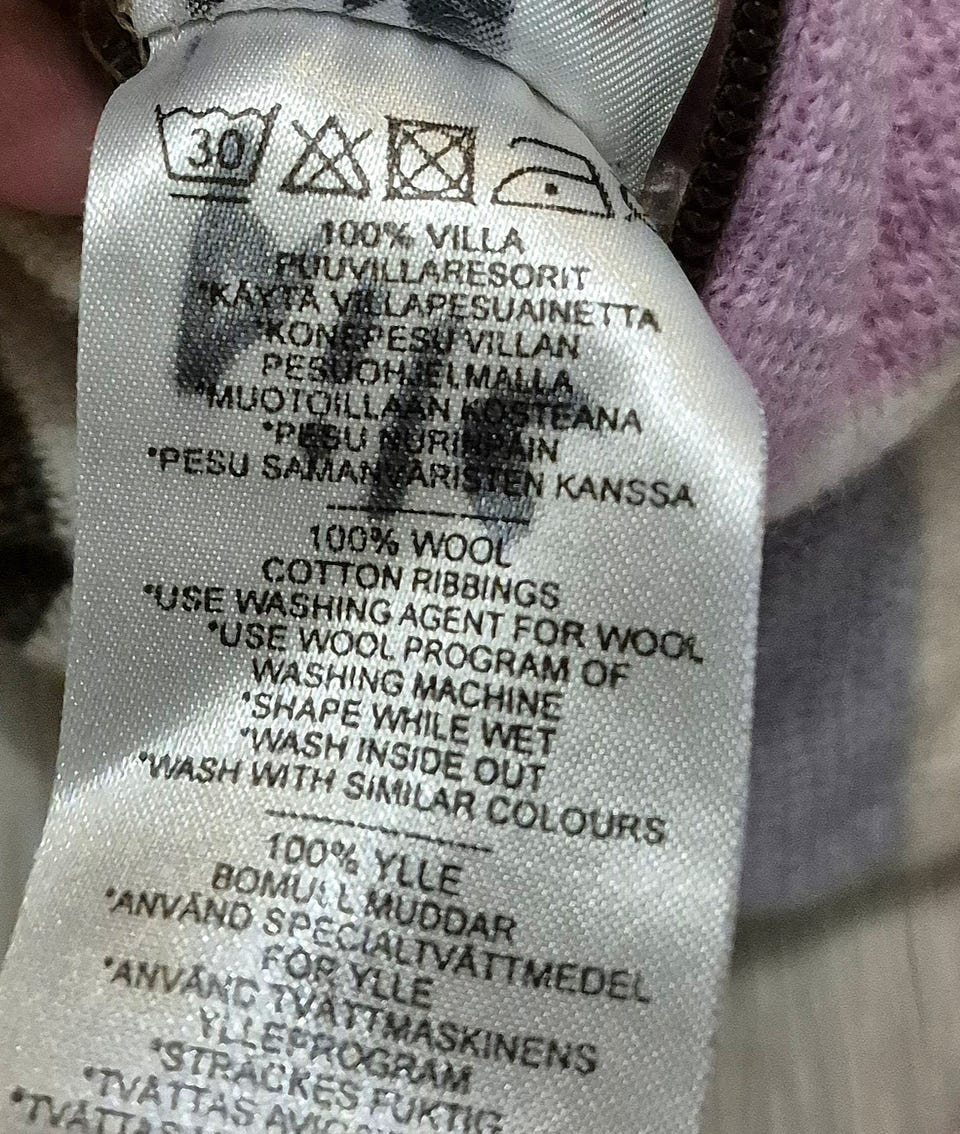 30
100% VILLA
PUUVILLARESORIT
*KÄYTÄ VILLAPESUAINETTA
*KONEPESU VILLAN
PESUOHJELMALLA
*MUOTOILLAAN KOSTEANA
*PESU NURINPÄIN
*PESU SAMANVÄRISTEN KANSSA
100% WOOL
COTTON RIBBINGS
*USE WASHING AGENT FOR WOOL
*USE WOOL PROGRAM OF
WASHING MACHINE
*SHAPE WHILE WET
*WASH INSIDE OUT
*WASH WITH SIMILAR COLOURS
100% YLLE
BOMULL MUDDAR
*ANVÄND SPECIALTVÄTTMEDEL
FÖR YLLE
*ANVÄND TVÄTTMASKINENS
YLLEPROGRAM
*STRÄCKES FUKTIG
*TVÄTTAS